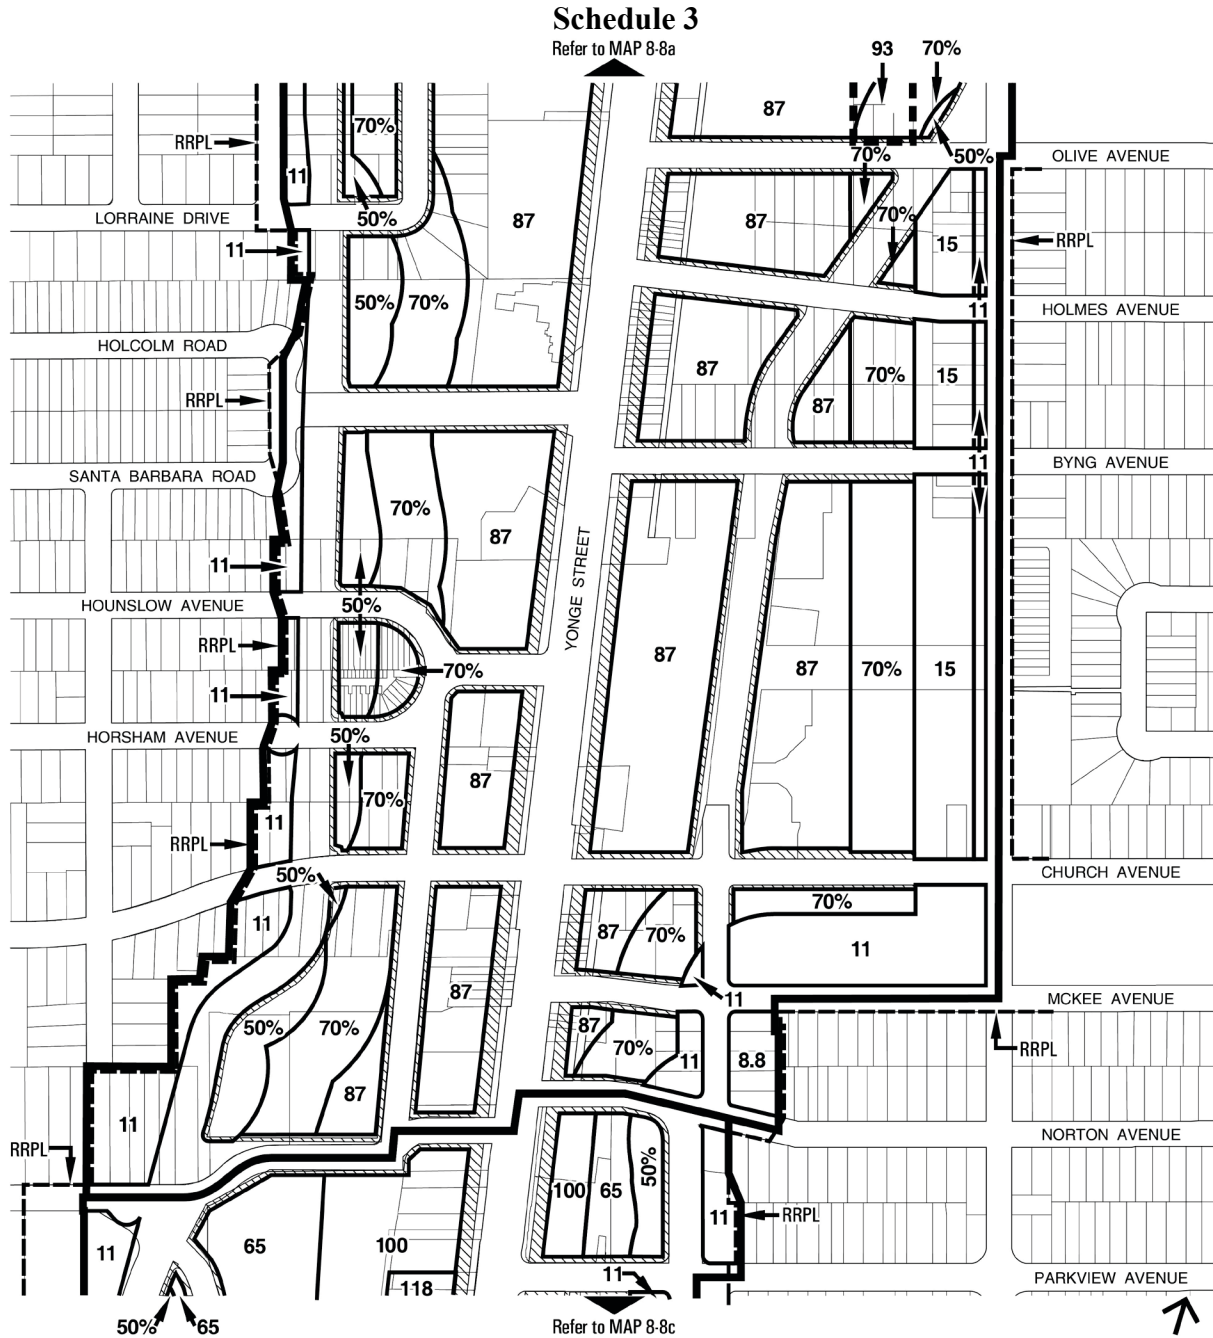 Schedule 3
Refer to MAP 8-8a
93
70%
87
70%
RRPL
11
50%
LORRAINE DRIVE
70%
50%
OLIVE AVENUE
87
87
70%
15
RRPL
11
50%
70%
11
HOLMES AVENUE
HOLCOLM ROAD
87
70%
15
RRPL
87
11
BYNG AVENUE
SANTA BARBARA ROAD
70%
87
YONGE STREET
11
50%
HOUNSLOW AVENUE
RRPL
70%
87
87
70%
15
11
HORSHAM AVENUE
50%
87
70%
11
RRPL
50%
CHURCH AVENUE
70%
11
87
70%
11
87
11
MCKEE AVENUE
50%
70%
87
70%
11
8.8
RRPL
87
11
NORTON AVENUE
RRPL
100
65
50%
11
RRPL
11
65
100
118
11
PARKVIEW AVENUE
50%
65
Refer to MAP 8-8c